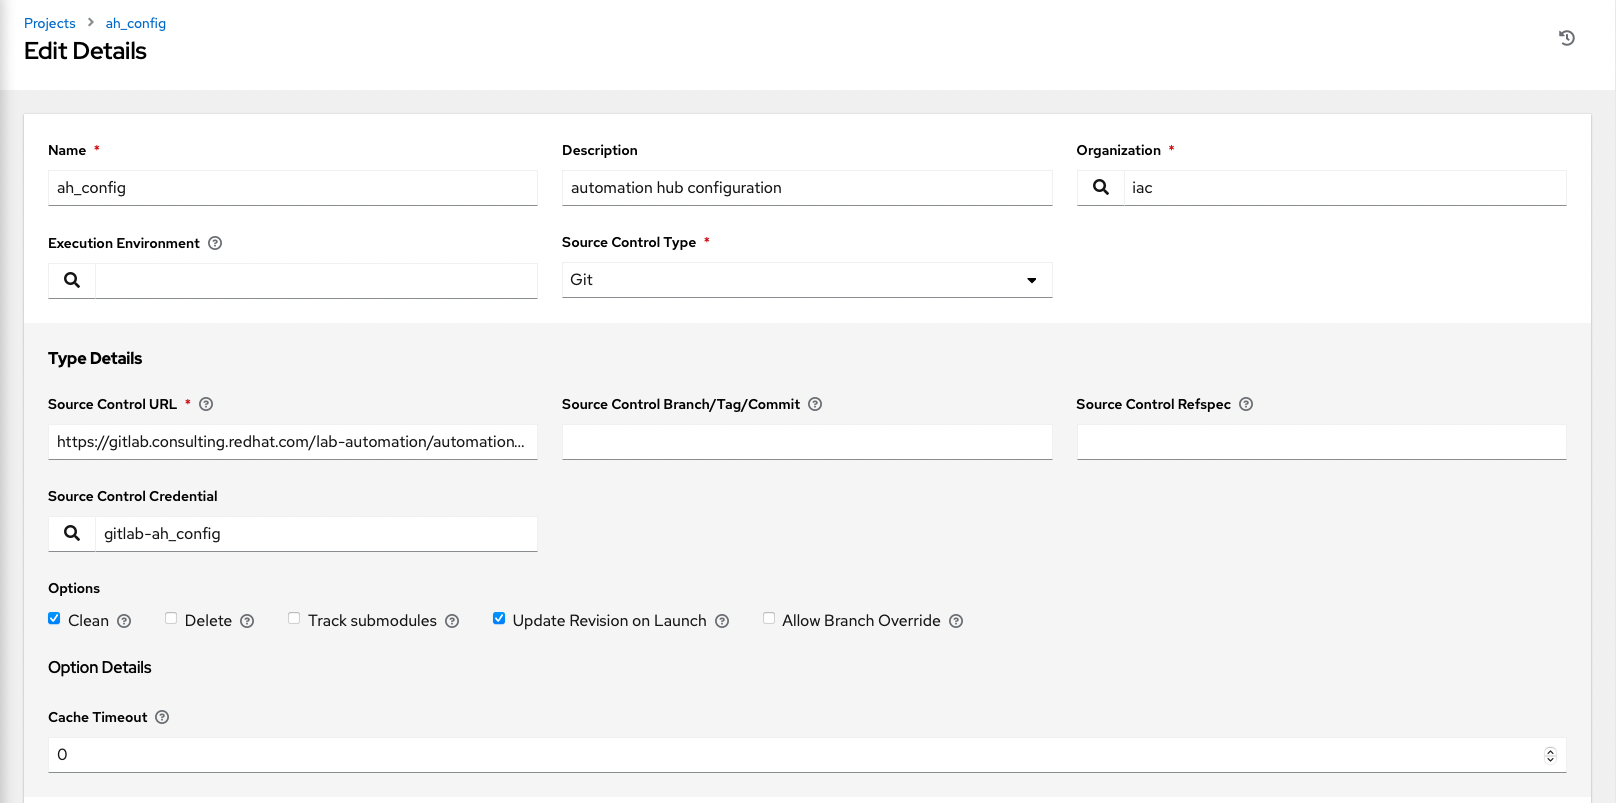 Projects > ah_config
Edit Details
Name *
Description
Organization *
ah_config
automation hub configuration
iac
Execution Environment
Source Control Type *
Git
Type Details
Source Control URL *
Source Control Branch/Tag/Commit
Source Control Refspec
https://gitlab.consulting.redhat.com/lab-automation/automation...
Source Control Credential
gitlab-ah_config
Options
Clean
Delete
Track submodules
Update Revision on Launch
Allow Branch Override
Option Details
Cache Timeout
0